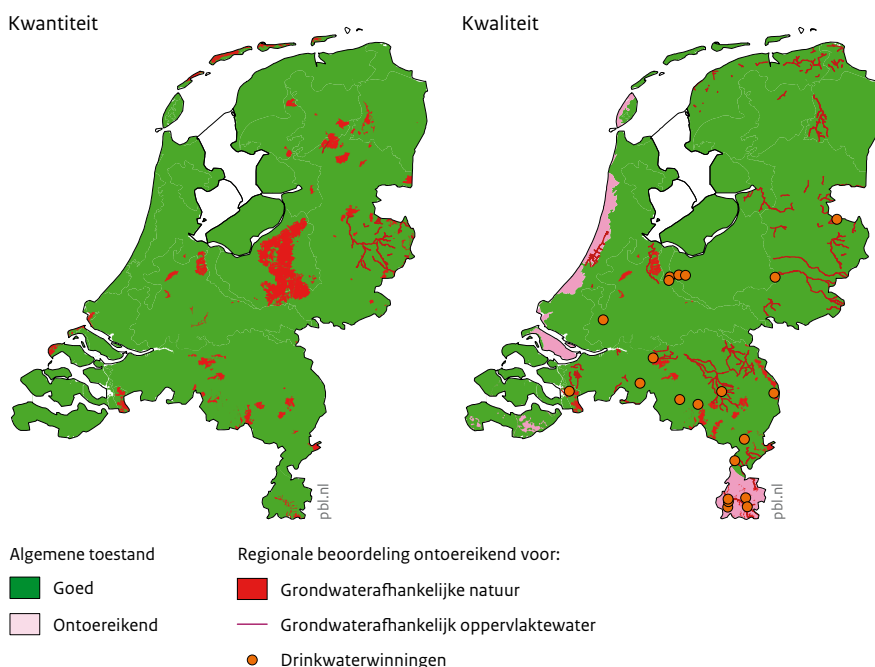 Kwantiteit
Kwaliteit
pbl.nl
pbl.nl
Algemene toestand
Goed
Ontoereikend
Regionale beoordeling ontoereikend voor:
Grondwaterafhankelijke natuur
Grondwaterafhankelijk oppervlaktewater
Drinkwaterwinningen